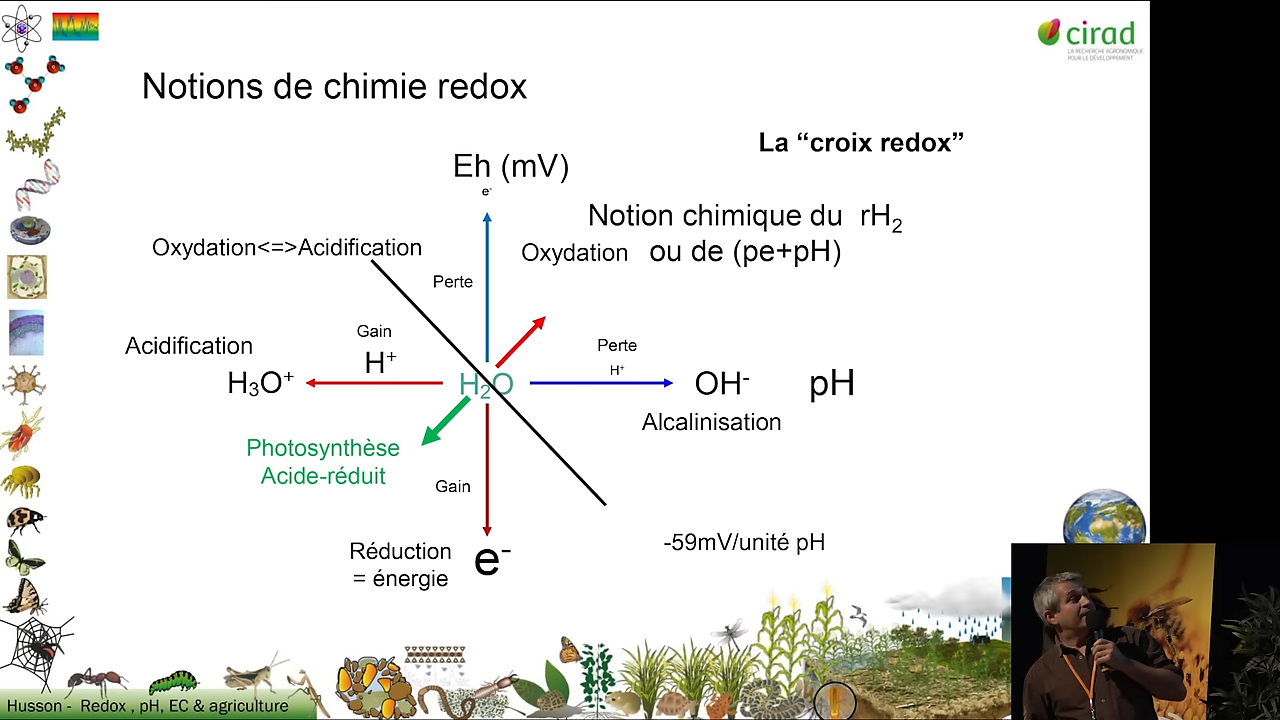 cirad
LA RECHERCHE AGRONOMIQUE
POUR LE DÉVELOPPEMENT
Notions de chimie redox
La “croix redox”
Eh (mV)
e-
Notion chimique du rH₂
Oxydation<=>Acidification
Oxydation
ou de (pe+pH)
Perte
Gain
Perte
Acidification
H⁺
H⁺
H₃O⁺
H₂O
OH⁻
pH
Alcalinisation
Photosynthèse
Acide-réduit
Gain
Réduction
= énergie
e⁻
-59mV/unité pH
Husson - Redox , pH, EC & agriculture